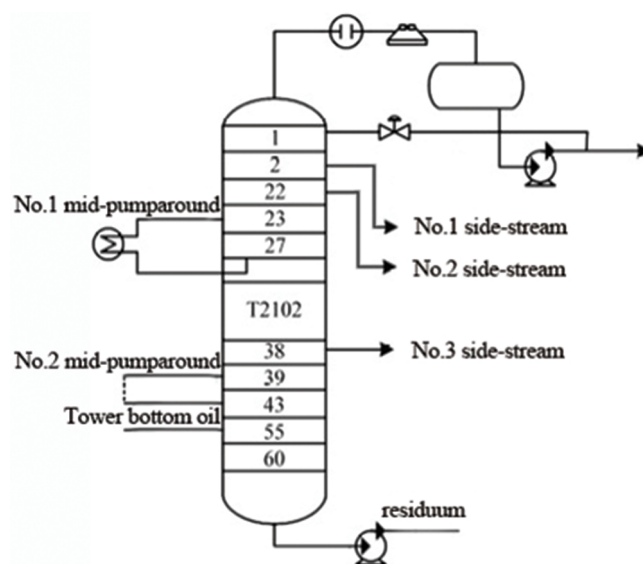 1
2
22
No.1 mid-pumparound
23
No.1 side-stream
27
No.2 side-stream
T2102
38
No.3 side-stream
No.2 mid-pumparound
39
43
Tower bottom oil
55
60
residuum